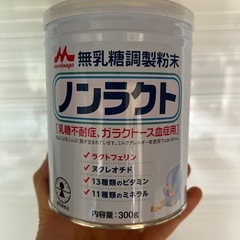 morinaga
無乳糖調製粉末
ノンラクト
【乳糖不耐症、ガラクトース血症用】
・ラクトフェリン
・ヌクレオチド
・13種類のビタミン
・11種類のミネラル
内容量:300g